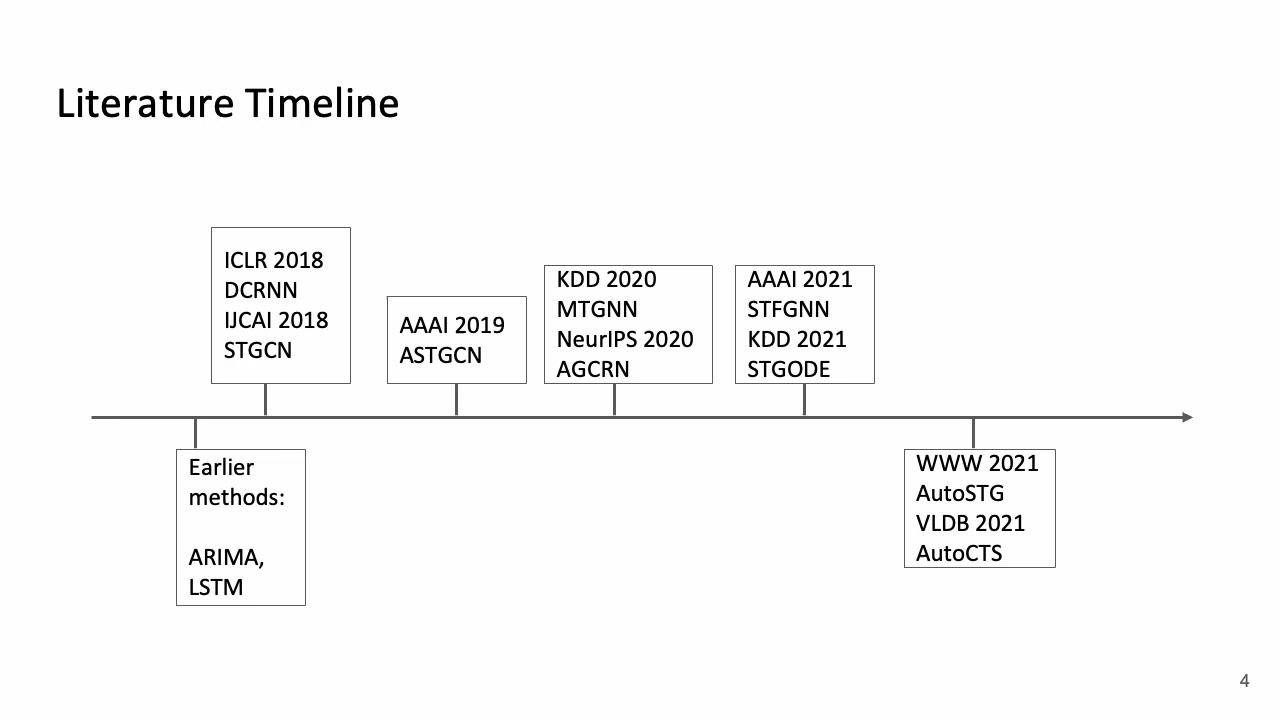 Literature Timeline
ICLR 2018
DCRNN
IJCAI 2018
STGCN
AAAI 2019
ASTGCN
KDD 2020
MTGNN
NeurIPS 2020
AGCRN
AAAI 2021
STFGNN
KDD 2021
STGODE
Earlier
methods:
ARIMA,
LSTM
WWW 2021
AutoSTG
VLDB 2021
AutoCTS
4